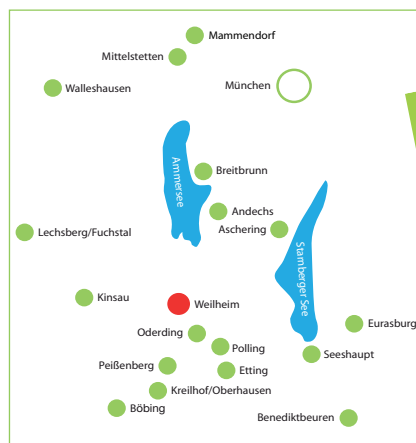 Mammendorf
Mittelstetten
München
Walleshausen
Ammersee
Breitbrunn
Andechs
Aschering
Lechsberg/Fuchstal
Starnberger See
Kinsau
Weilheim
Eurasburg
Oderding
Polling
Seeshaupt
Peißenberg
Etting
Kreilhof/Oberhausen
Böbing
Benediktbeuren